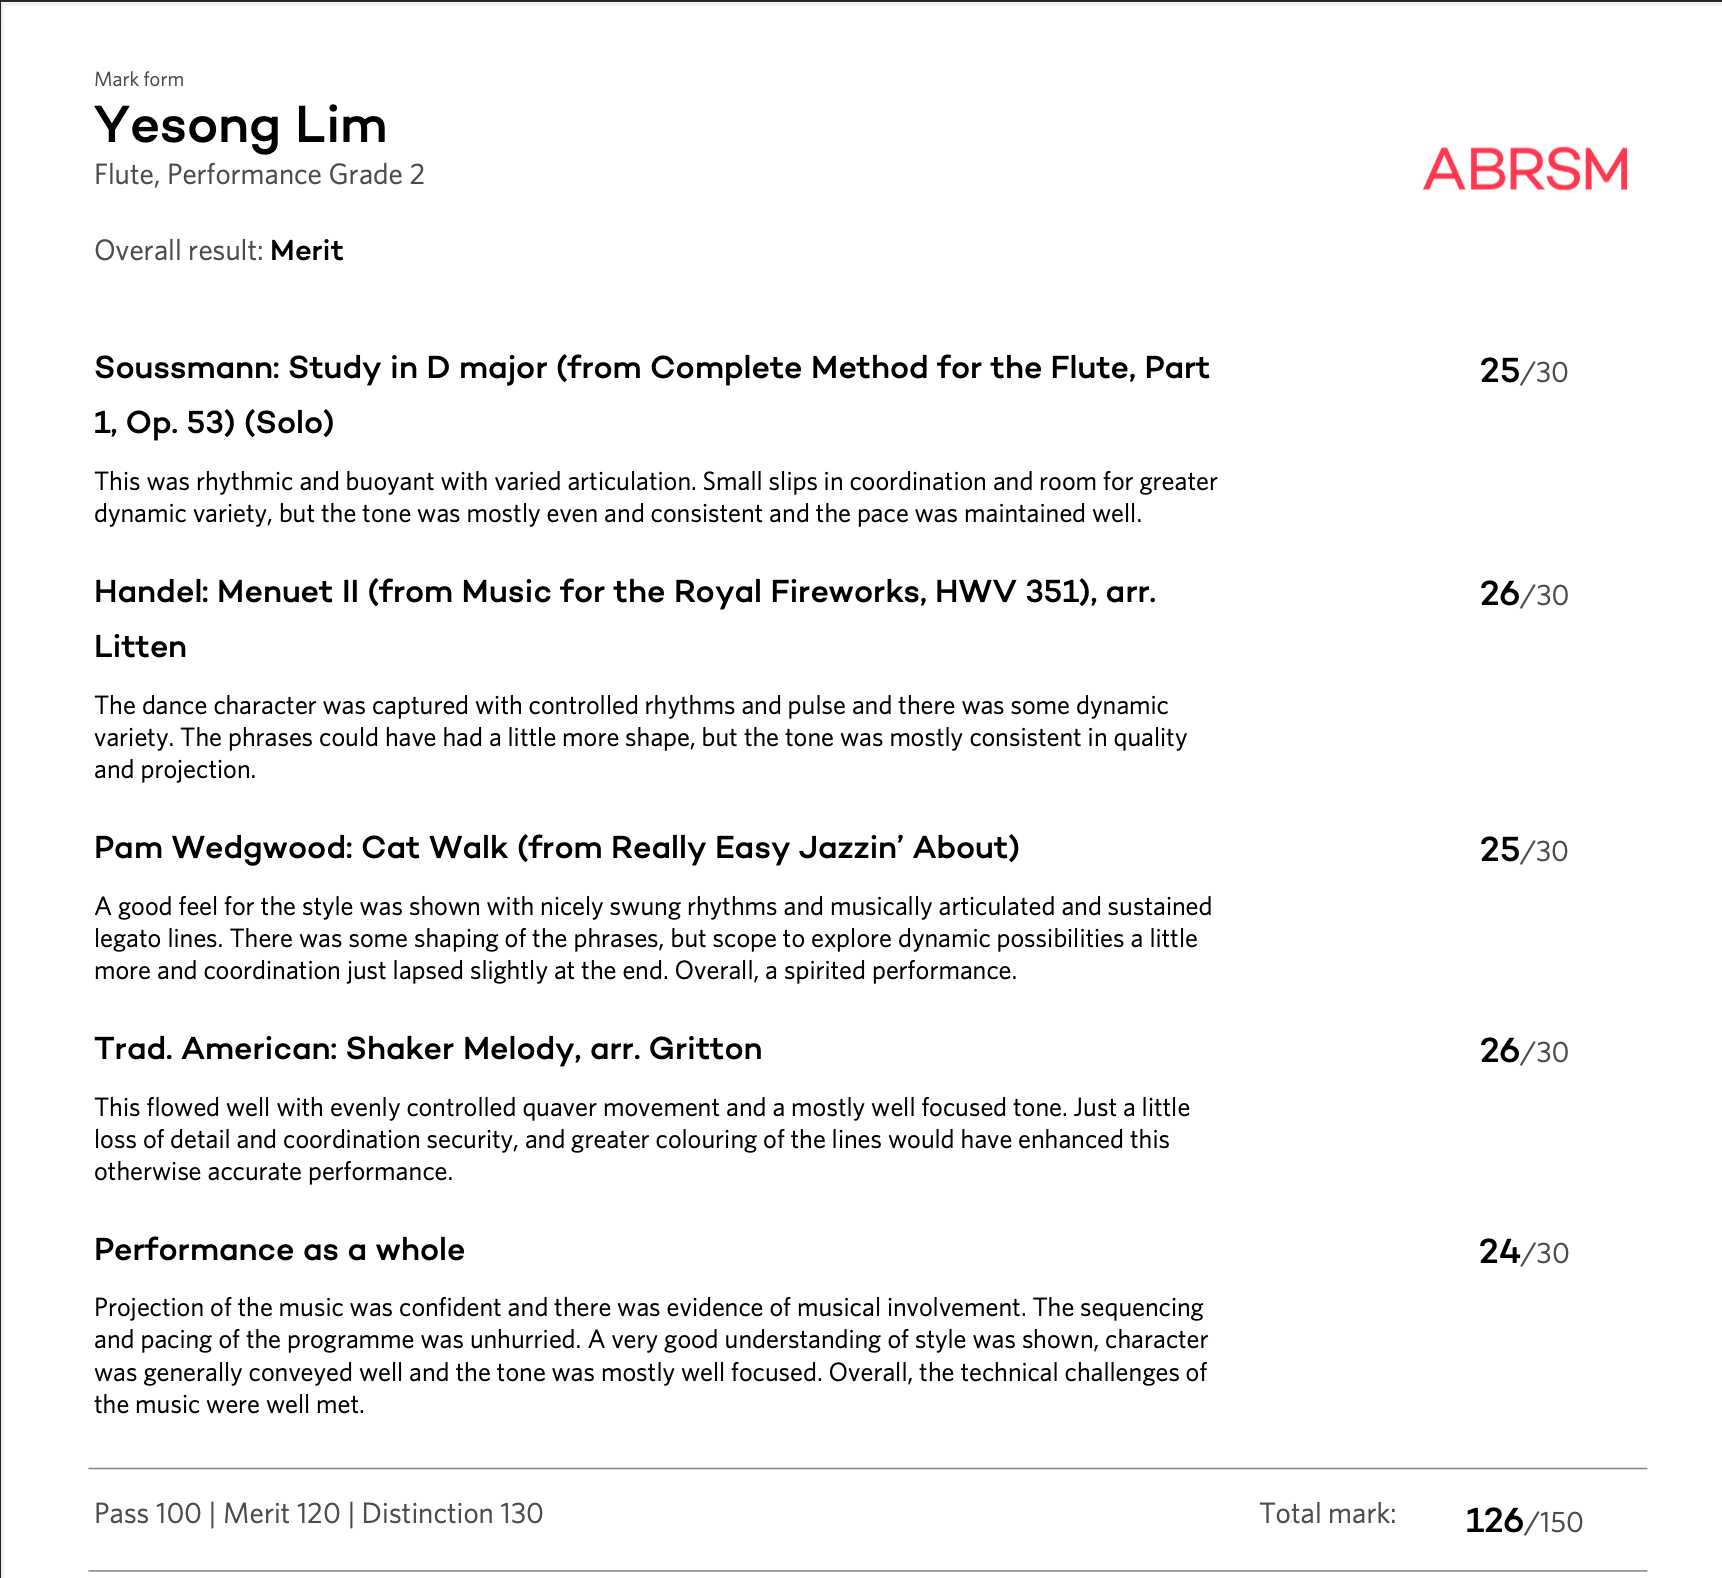 Mark form
Yesong Lim
Flute, Performance Grade 2
ABRSM
Overall result: Merit
Soussmann: Study in D major (from Complete Method for the Flute, Part
1, Op. 53) (Solo)
25/30
This was rhythmic and buoyant with varied articulation. Small slips in coordination and room for greater
dynamic variety, but the tone was mostly even and consistent and the pace was maintained well.
Handel: Menuet II (from Music for the Royal Fireworks, HWV 351), arr.
Litten
26/30
The dance character was captured with controlled rhythms and pulse and there was some dynamic
variety. The phrases could have had a little more shape, but the tone was mostly consistent in quality
and projection.
Pam Wedgwood: Cat Walk (from Really Easy Jazzin’ About)
25/30
A good feel for the style was shown with nicely swung rhythms and musically articulated and sustained
legato lines. There was some shaping of the phrases, but scope to explore dynamic possibilities a little
more and coordination just lapsed slightly at the end. Overall, a spirited performance.
Trad. American: Shaker Melody, arr. Gritton
26/30
This flowed well with evenly controlled quaver movement and a mostly well focused tone. Just a little
loss of detail and coordination security, and greater colouring of the lines would have enhanced this
otherwise accurate performance.
Performance as a whole
24/30
Projection of the music was confident and there was evidence of musical involvement. The sequencing
and pacing of the programme was unhurried. A very good understanding of style was shown, character
was generally conveyed well and the tone was mostly well focused. Overall, the technical challenges of
the music were well met.
Pass 100 | Merit 120 | Distinction 130
Total mark: 126/150